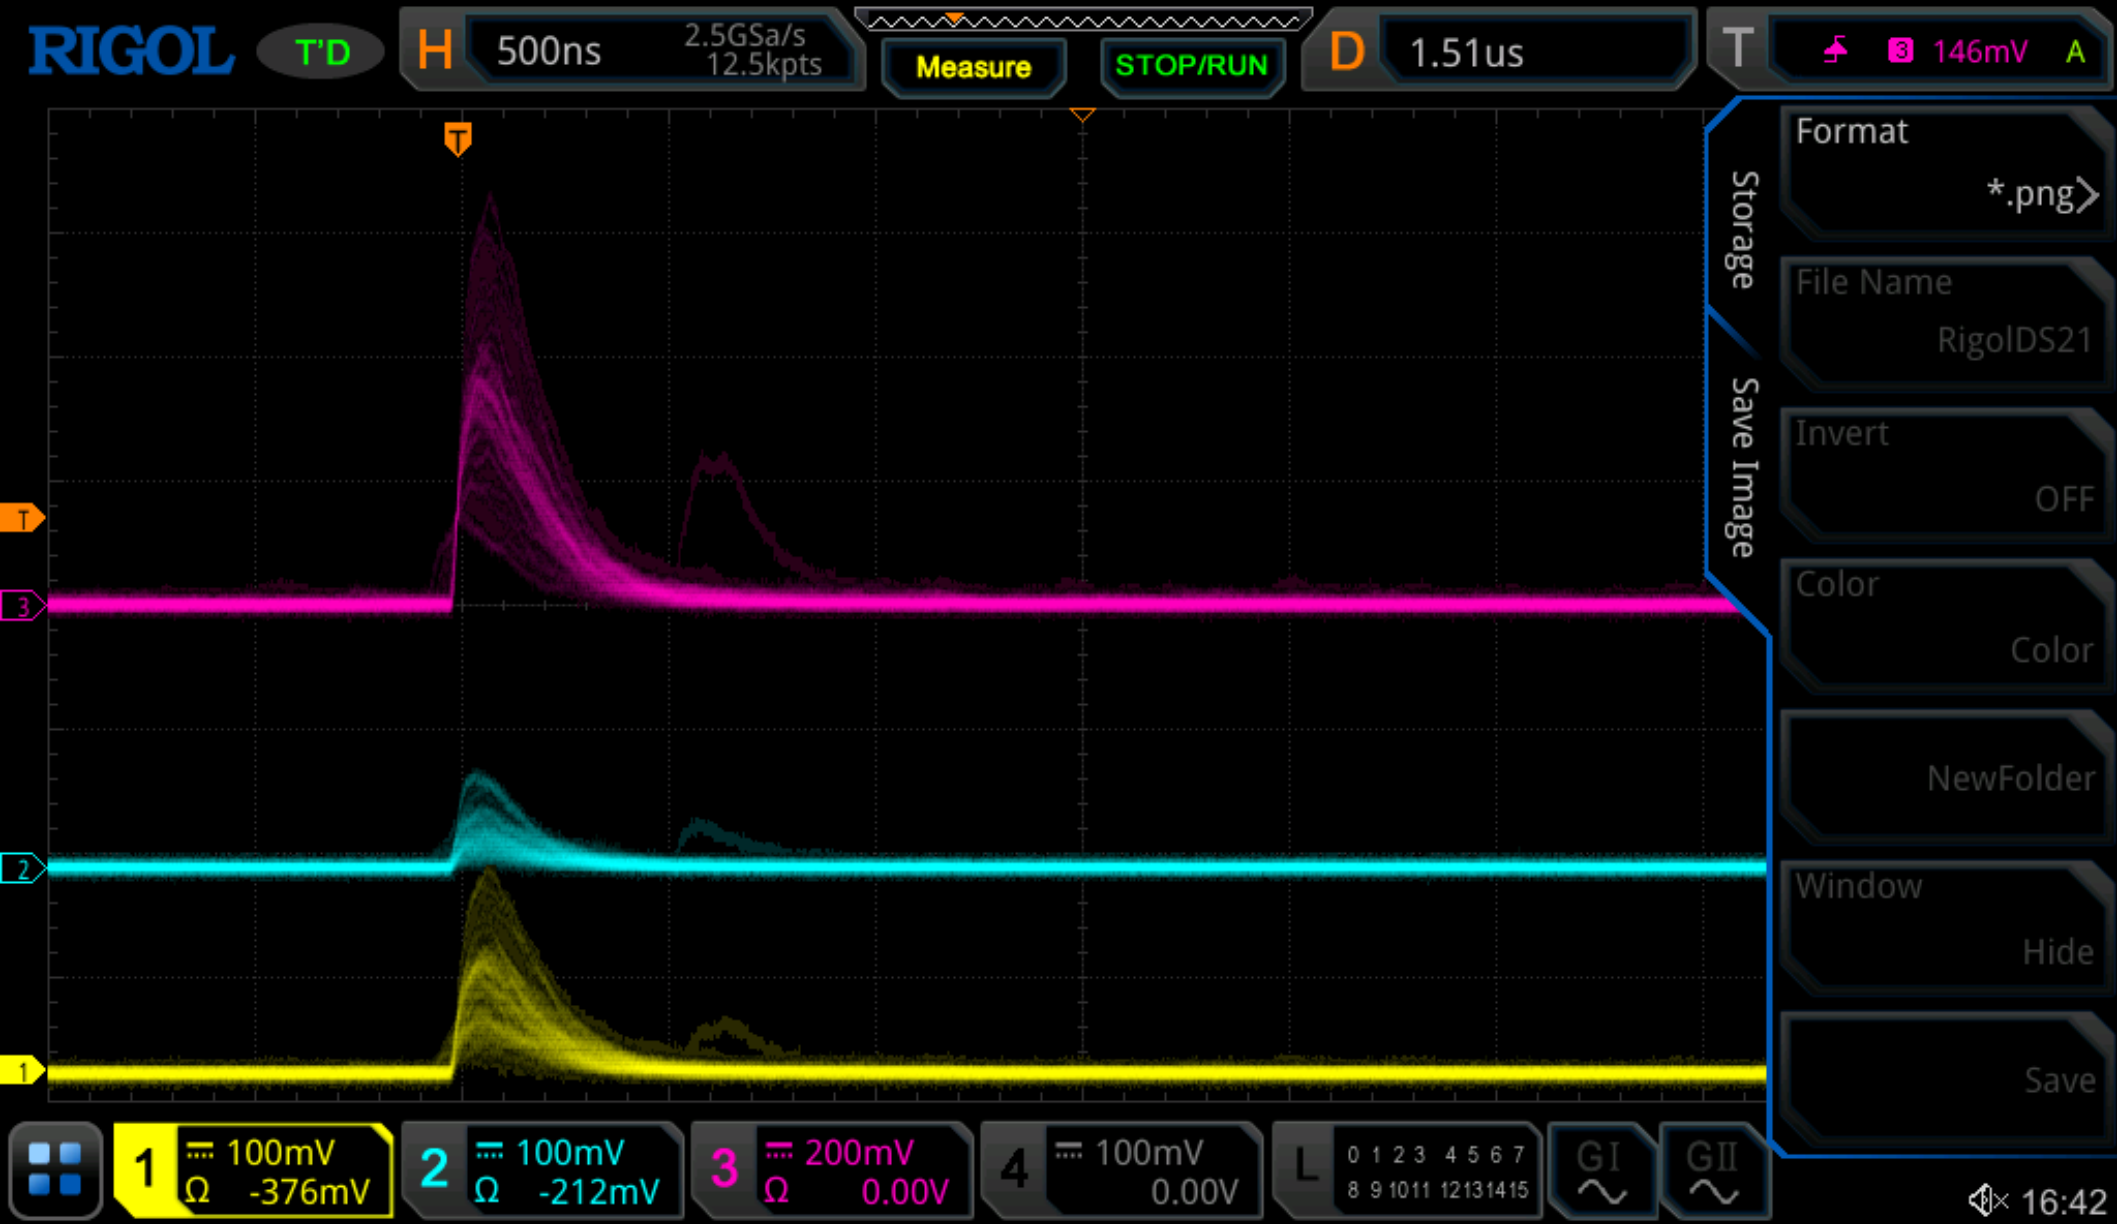 RIGOL
T'D
H
500ns
2.5GSa/s
12.5kpts
Measure
STOP/RUN
D
1.51us
T
3
146mV
A
T
T
3
2
1
Storage
Save Image
Format
*.png
File Name
RigolDS21
Invert
OFF
Color
Color
NewFolder
Window
Hide
Save
1
100mV
Ω
-376mV
2
100mV
Ω
-212mV
3
200mV
Ω
0.00V
4
100mV
0.00V
L
0 1 2 3 4 5 6 7
8 9 10 11 12 13 14 15
GI
GII
16:42